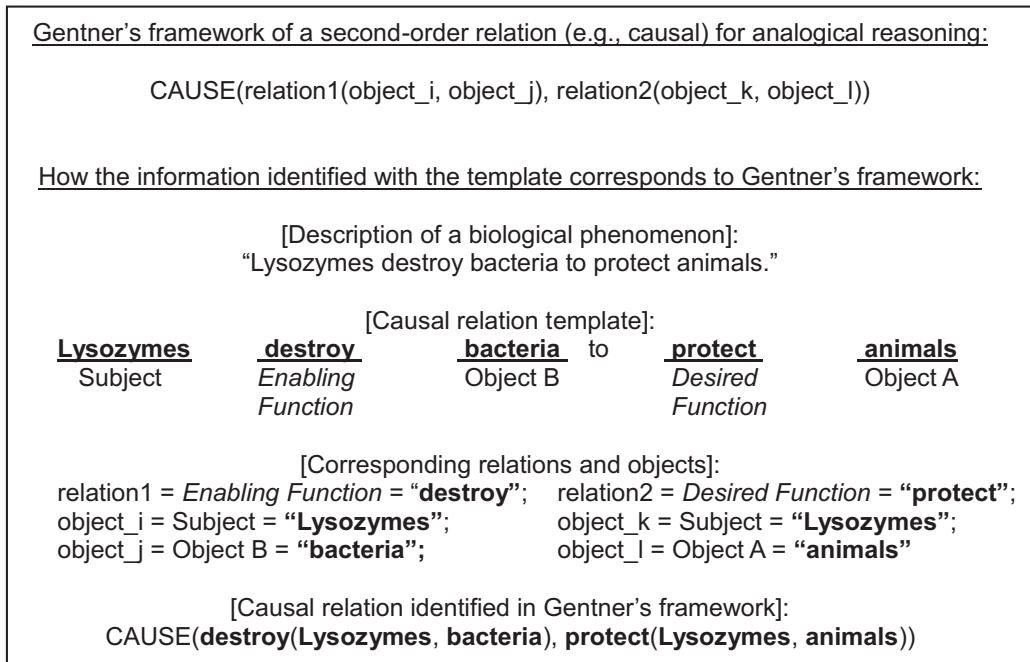 Gentner’s framework of a second-order relation (e.g., causal) for analogical reasoning:
CAUSE(relation1(object_i, object_j), relation2(object_k, object_l))
How the information identified with the template corresponds to Gentner’s framework:
[Description of a biological phenomenon]:
“Lysozymes destroy bacteria to protect animals.”
[Causal relation template]:
Lysozymes destroy bacteria to protect animals
Subject Enabling Object B Desired Object A
Function Function
[Corresponding relations and objects]:
relation1 = Enabling Function = “destroy”; relation2 = Desired Function = “protect”;
object_i = Subject = “Lysozymes”; object_k = Subject = “Lysozymes”;
object_j = Object B = “bacteria”; object_l = Object A = “animals”
[Causal relation identified in Gentner’s framework]:
CAUSE(destroy(Lysozymes, bacteria), protect(Lysozymes, animals))